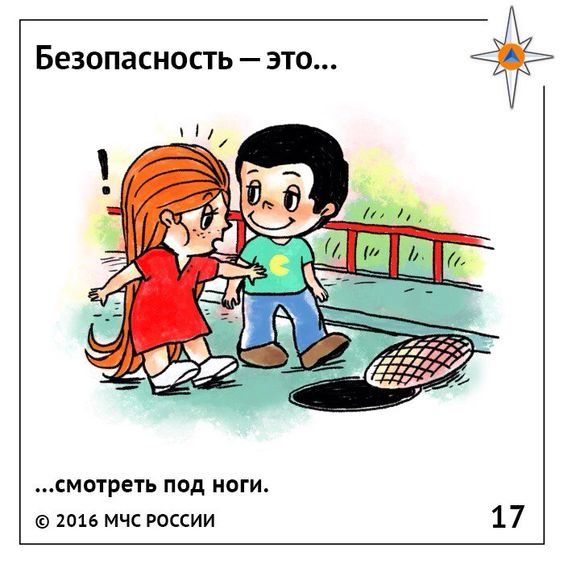 Безопасность – это...
!
...смотреть под ноги.
© 2016 МЧС РОССИИ
17